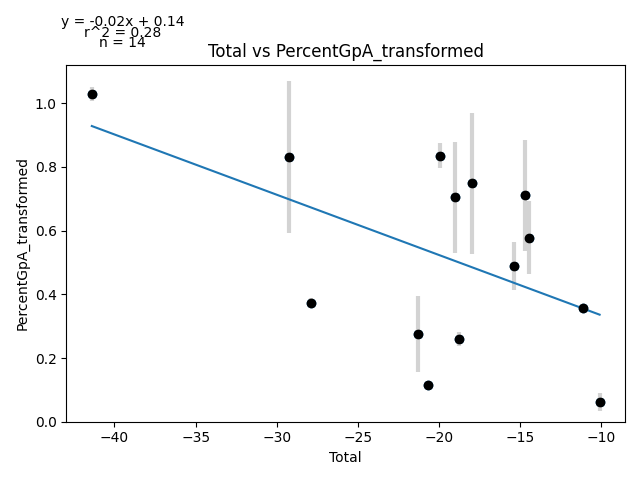 y = -0.02x + 0.14
r^2 = 0.28
n = 14
Total vs PercentGpA_transformed
PercentGpA_transformed
1.0
0.8
0.6
0.4
0.2
0.0
−40
−35
−30
−25
−20
−15
−10
Total